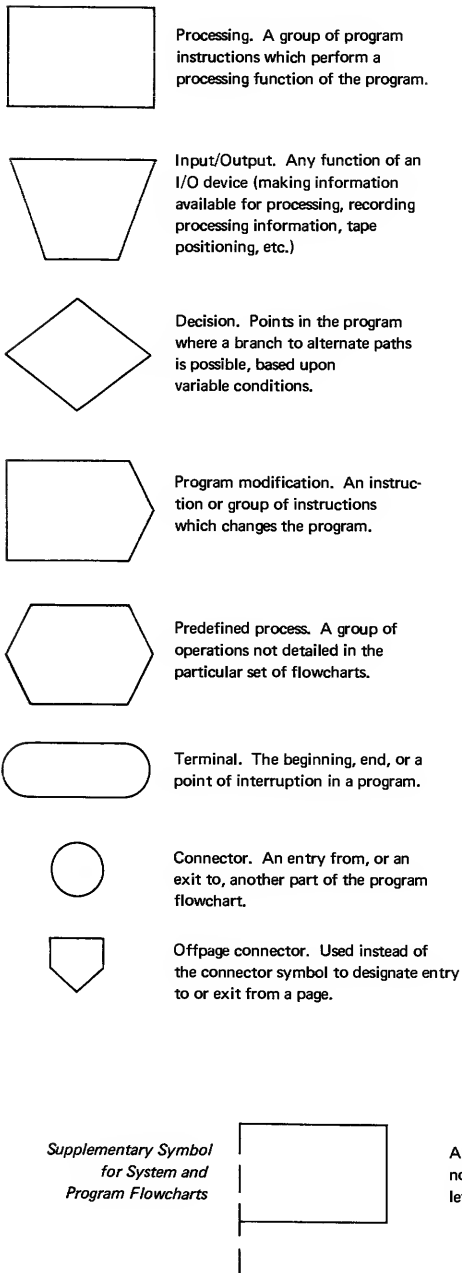 Processing. A group of program
instructions which perform a
processing function of the program.
Input/Output. Any function of an
I/O device (making information
available for processing, recording
processing information, tape
positioning, etc.)
Decision. Points in the program
where a branch to alternate paths
is possible, based upon
variable conditions.
Program modification. An instruc-
tion or group of instructions
which changes the program.
Predefined process. A group of
operations not detailed in the
particular set of flowcharts.
Terminal. The beginning, end, or a
point of interruption in a program.
Connector. An entry from, or an
exit to, another part of the program
flowchart.
Offpage connector. Used instead of
the connector symbol to designate entry
to or exit from a page.
Supplementary Symbol
for System and
Program Flowcharts